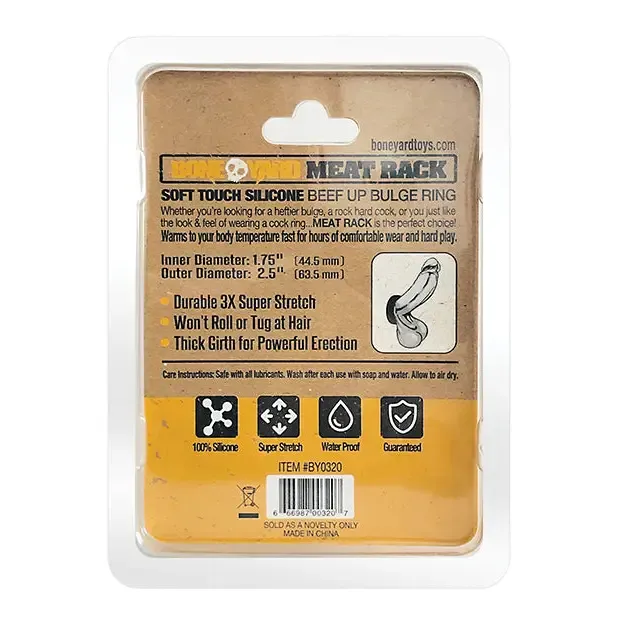 boneyardtoys.com
BONEYARD MEAT RACK
SOFT TOUCH SILICONE BEEF UP BULGE RING
Whether you're looking for a heftier bulge, a rock hard cock, or you just like
the look & feel of wearing a cock ring...MEAT RACK is the perfect choice!
Warms to your body temperature fast for hours of comfortable wear and hard play.
Inner Diameter: 1.75" (44.5 mm)
Outer Diameter: 2.5" (63.5 mm)
Durable 3X Super Stretch
Won't Roll or Tug at Hair
Thick Girth for Powerful Erection
Care Instructions: Safe with all lubricants. Wash after each use with soap and water. Allow to air dry.
100% Silicone Super Stretch Water Proof Guaranteed
ITEM #BY0320
6 66987 00320 7
SOLD AS A NOVELTY ONLY
MADE IN CHINA